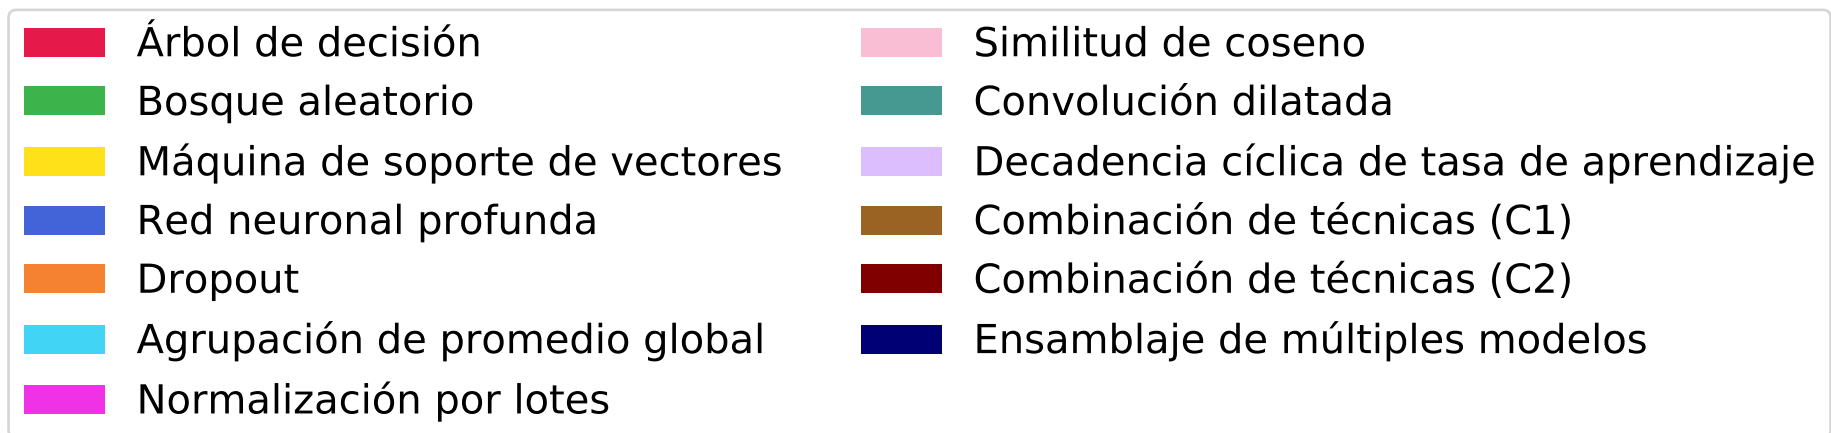 Árbol de decisión
Bosque aleatorio
Máquina de soporte de vectores
Red neuronal profunda
Dropout
Agrupación de promedio global
Normalización por lotes
Similitud de coseno
Convolución dilatada
Decadencia cíclica de tasa de aprendizaje
Combinación de técnicas (C1)
Combinación de técnicas (C2)
Ensamblaje de múltiples modelos